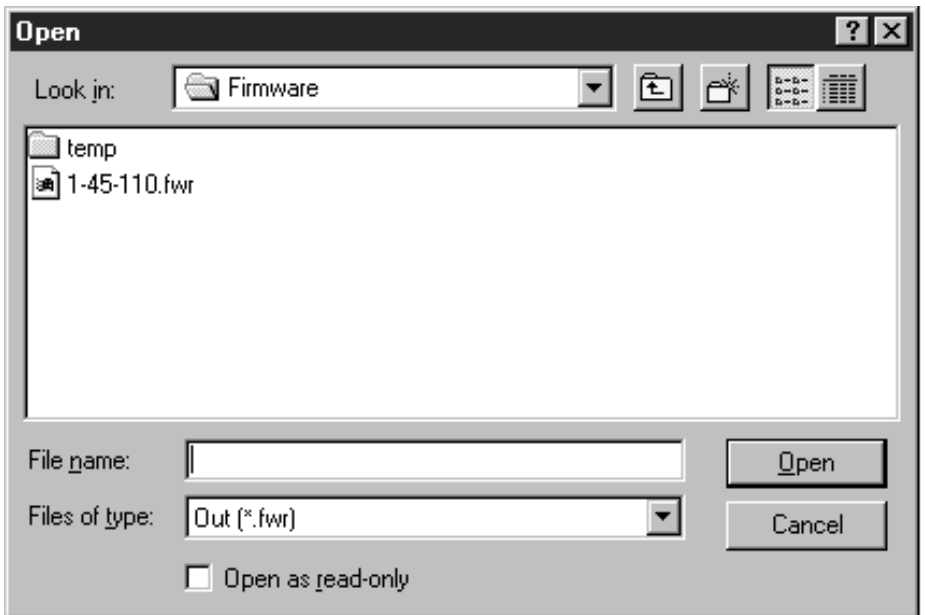 Open
Look in: Firmware
temp
1-45-110.fwr
File name: Open
Files of type: Out (*.fwr) Cancel
Open as read-only